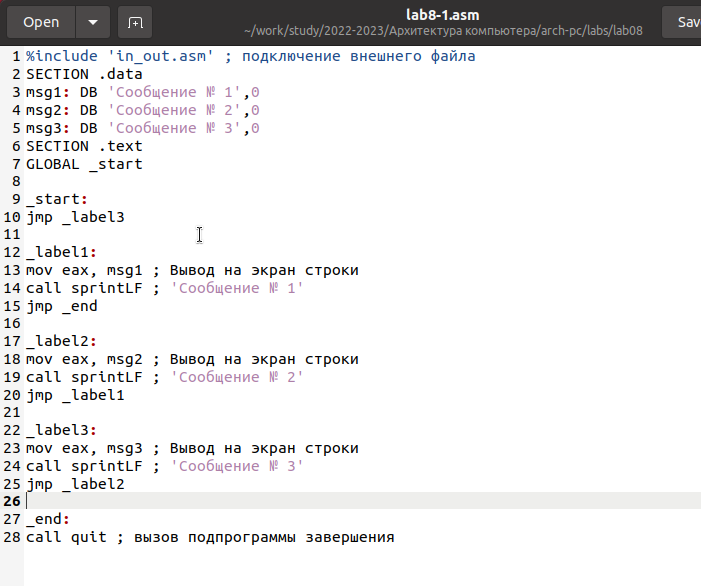 Open
lab8-1.asm
~/work/study/2022-2023/Архитектура компьютера/arch-pc/labs/lab08
Sav
1 %include 'in_out.asm' ; подключение внешнего файла
2 SECTION .data
3 msg1: DB 'Сообщение № 1',0
4 msg2: DB 'Сообщение № 2',0
5 msg3: DB 'Сообщение № 3',0
6 SECTION .text
7 GLOBAL _start
8
9 _start:
10 jmp _label3
11
12 _label1:
13 mov eax, msg1 ; Вывод на экран строки
14 call sprintLF ; 'Сообщение № 1'
15 jmp _end
16
17 _label2:
18 mov eax, msg2 ; Вывод на экран строки
19 call sprintLF ; 'Сообщение № 2'
20 jmp _label1
21
22 _label3:
23 mov eax, msg3 ; Вывод на экран строки
24 call sprintLF ; 'Сообщение № 3'
25 jmp _label2
26
27 _end:
28 call quit ; вызов подпрограммы завершения